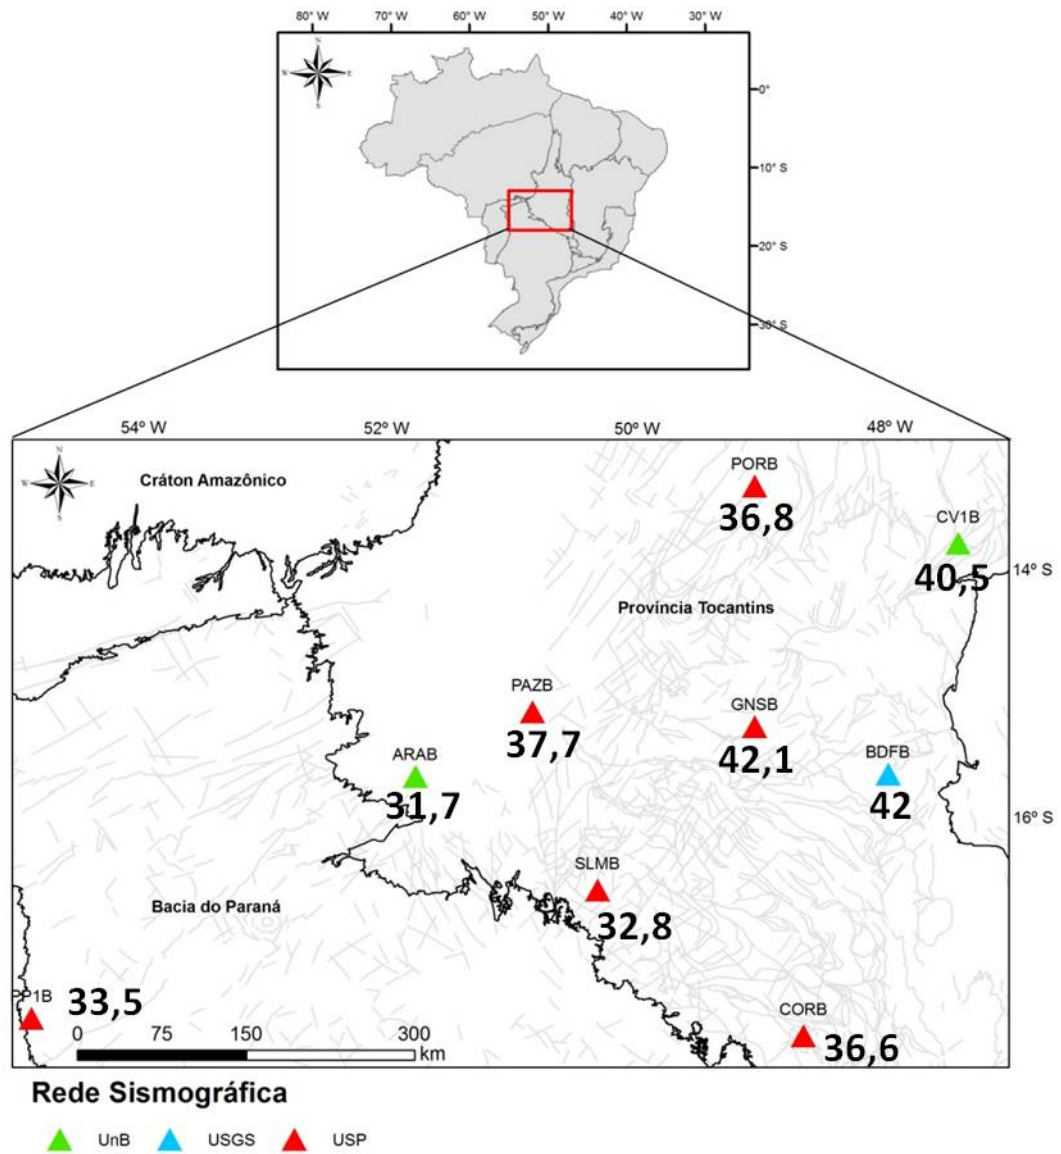 80° W 70° W 60° W 50° W 40° W 30° W
N
W E
S
0°
10° S
20° S
30° S
54° W 52° W 50° W 48° W
N
W E
S
Cráton Amazônico
PORB
36,8
CV1B
40,5
14° S
Província Tocantins
PAZB
37,7
GNSB
42,1
ARAB
31,7
BDFB
42
16° S
SLMB
32,8
Bacia do Paraná
PP1B
33,5
CORB
36,6
0 75 150 300
km
Rede Sismográfica
UnB USGS USP